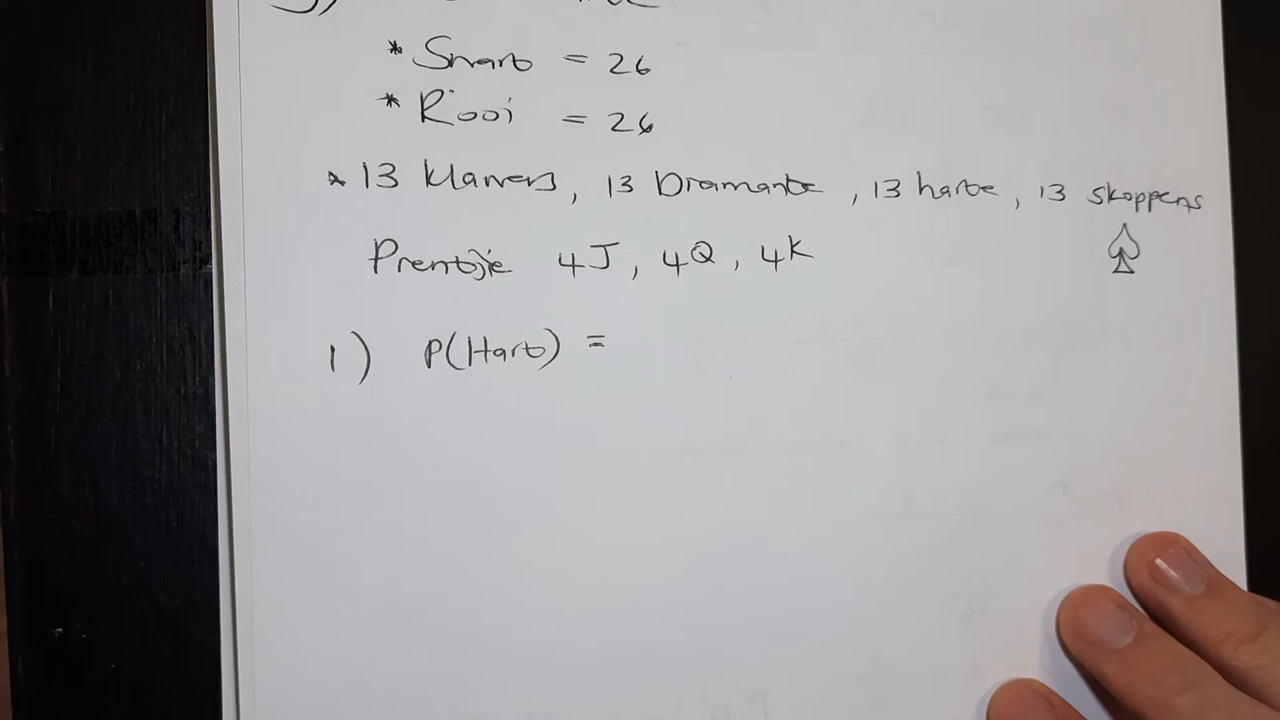 * Swart = 26
* Rooi = 26
* 13 klawers, 13 Diamante, 13 harte, 13 skoppens
Prentjie 4J, 4Q, 4K
1) P(Hart) =